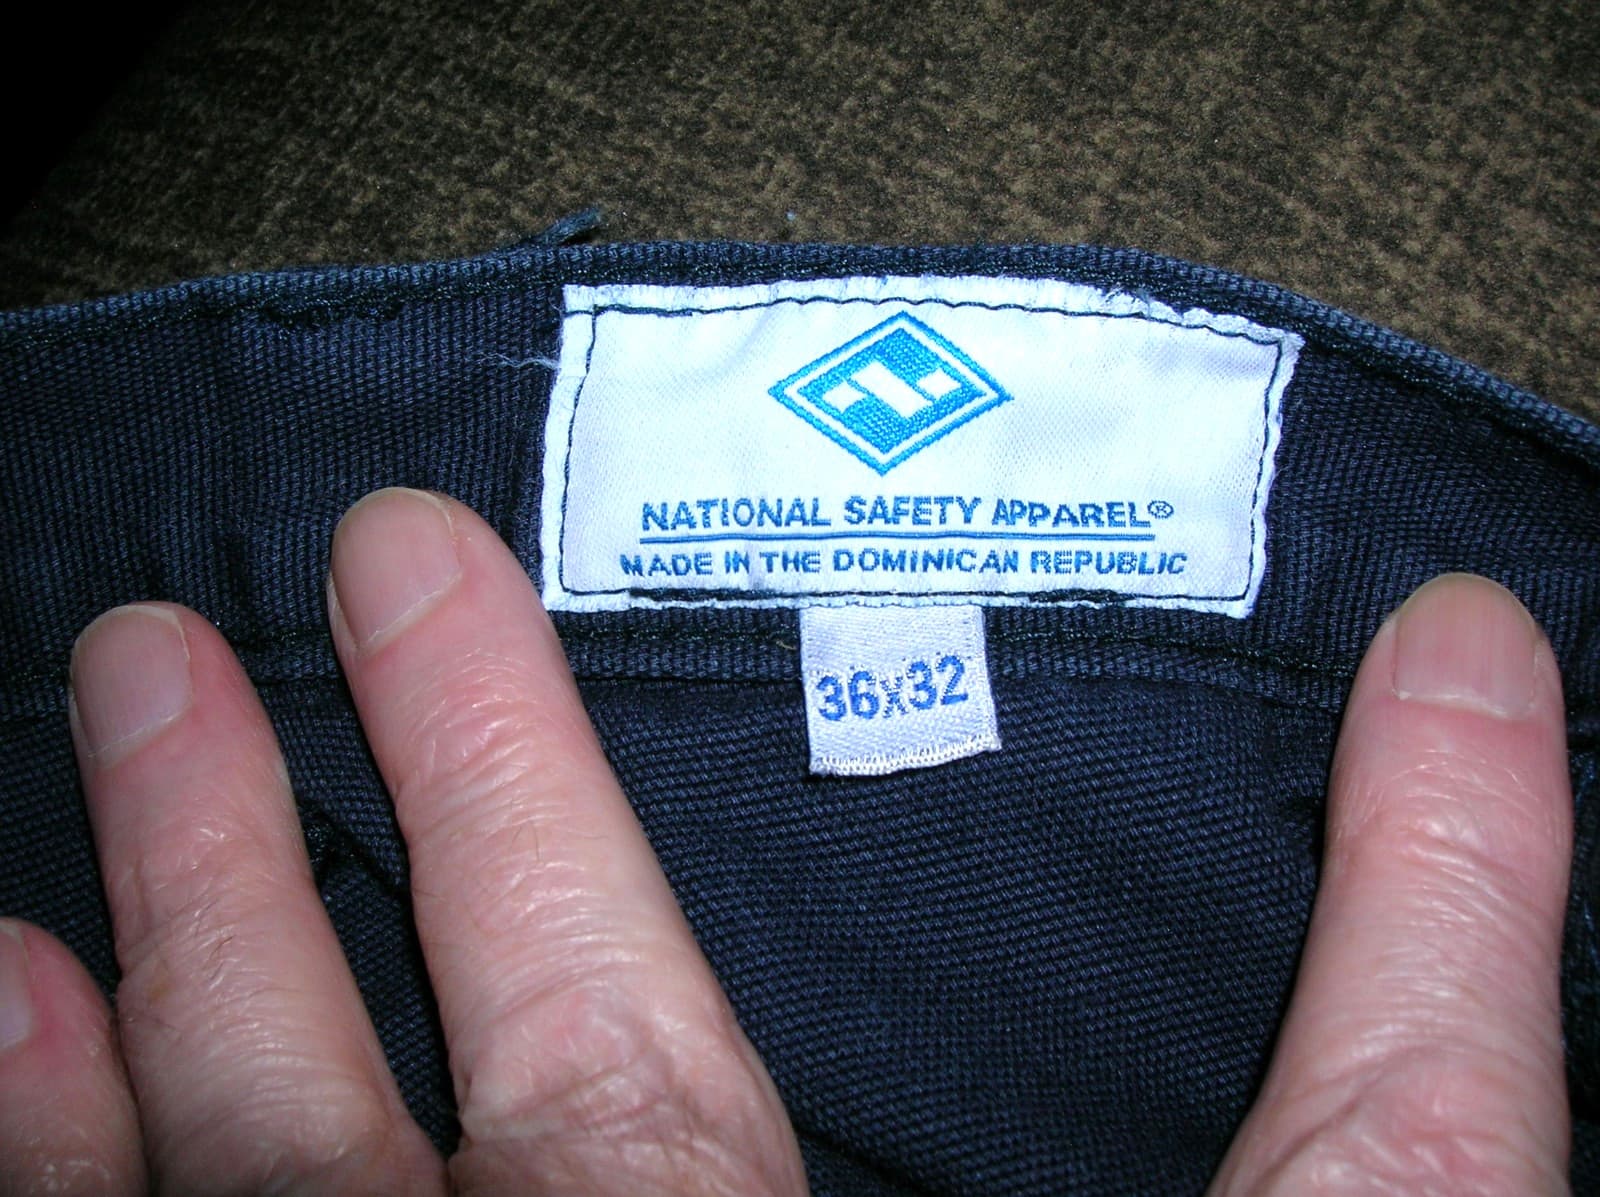 NATIONAL SAFETY APPAREL®
MADE IN THE DOMINICAN REPUBLIC
36x32